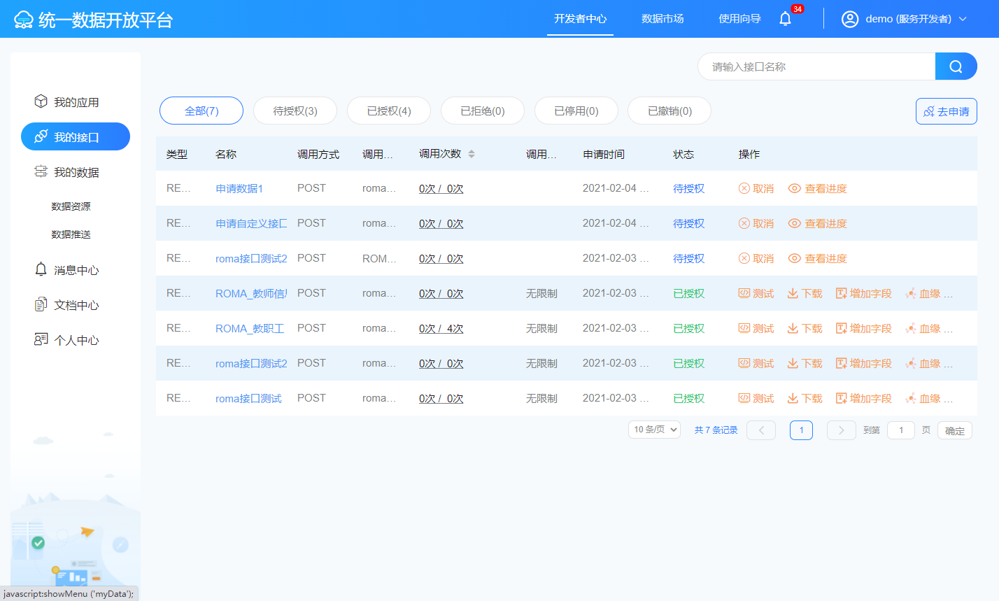 统一数据开放平台
开发者中心 数据市场 使用向导 34 demo (服务开发者)
请输入接口名称
我的应用
我的接口
我的数据
数据资源
数据推送
消息中心
文档中心
个人中心
全部(7) 待授权(3) 已授权(4) 已拒绝(0) 已停用(0) 已撤销(0) 去申请
类型 名称 调用方式 调用... 调用次数 调用... 申请时间 状态 操作
RE... 申请数据1 POST roma... 0次 / 0次 2021-02-04 ... 待授权 取消 查看进度
RE... 申请自定义接口 POST roma... 0次 / 0次 2021-02-04 ... 待授权 取消 查看进度
RE... roma接口测试2 POST ROM... 0次 / 0次 2021-02-03 ... 待授权 取消 查看进度
RE... ROMA_教师信息 POST roma... 0次 / 0次 无限制 2021-02-03 ... 已授权 测试 下载 增加字段 血缘 ...
RE... ROMA_教职工 POST roma... 0次 / 4次 无限制 2021-02-03 ... 已授权 测试 下载 增加字段 血缘 ...
RE... roma接口测试2 POST roma... 0次 / 0次 无限制 2021-02-03 ... 已授权 测试 下载 增加字段 血缘 ...
RE... roma接口测试 POST roma... 0次 / 0次 无限制 2021-02-03 ... 已授权 测试 下载 增加字段 血缘 ...
10 条/页 共 7 条记录 1 到第 1 页 确定
javascript:showMenu ('myData');